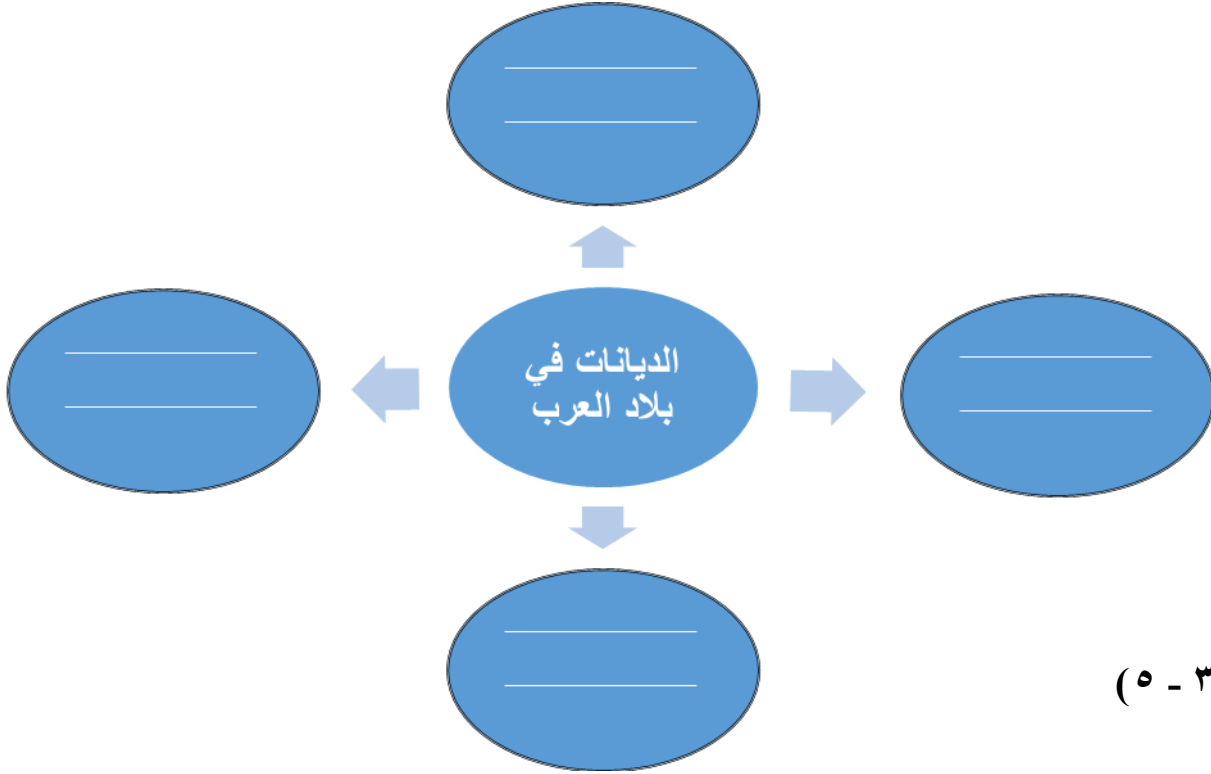 الديانات في
بلاد العرب
٣ - ٥)